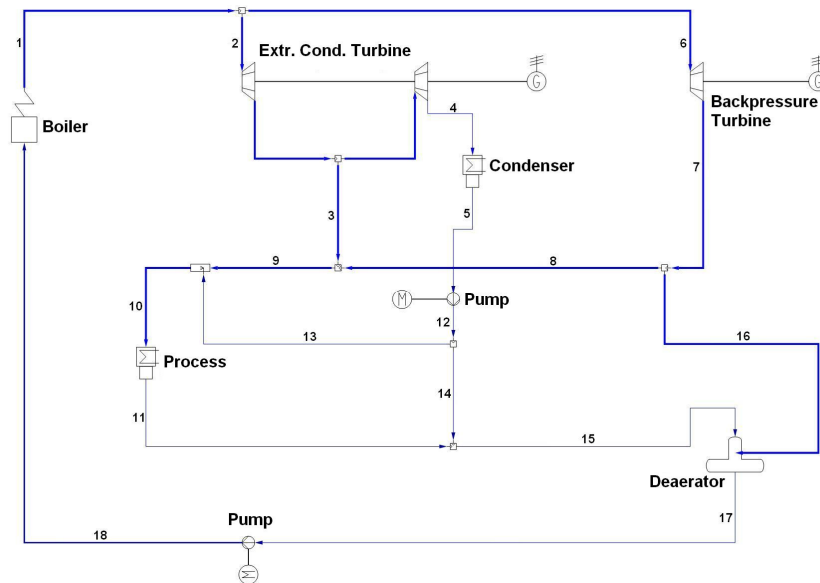 1
2
Extr. Cond. Turbine
6
G
G
Backpressure
Turbine
Boiler
4
Condenser
7
5
3
9
8
M
Pump
10
12
13
16
Process
14
11
15
Deaerator
Pump
17
18
M